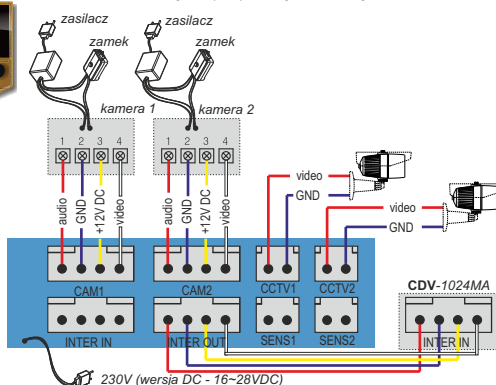 zasilacz
zasilacz
zamek
zamek
kamera 1
kamera 2
1 2 3 4
1 2 3 4
audio
GND
+12V DC
video
audio
GND
+12V DC
video
video
GND
video
GND
CAM1
CAM2
CCTV1
CCTV2
CDV-1024MA
INTER IN
INTER OUT
SENS1
SENS2
INTER IN
230V (wersja DC - 16~28VDC)